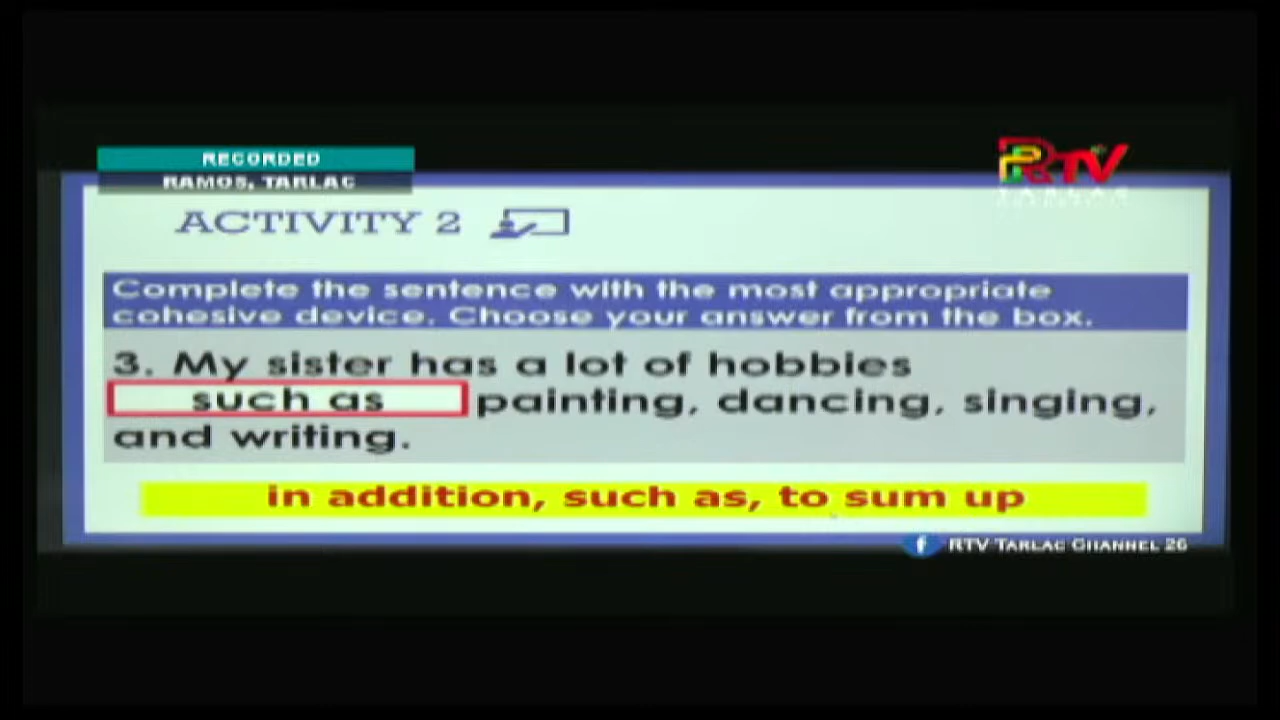 RECORDED
RAMOS, TARLAC
RTV
ACTIVITY 2
Complete the sentence with the most appropriate
cohesive device. Choose your answer from the box.
3. My sister has a lot of hobbies
such as painting, dancing, singing,
and writing.
in addition, such as, to sum up
f RTV TARLAC CHANNEL 26